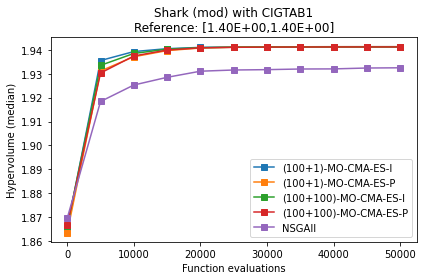 Shark (mod) with CIGTAB1
Reference: [1.40E+00,1.40E+00]
Hypervolume (median)
1.94
1.93
1.92
1.91
1.90
1.89
1.88
1.87
1.86
(100+1)-MO-CMA-ES-I
(100+1)-MO-CMA-ES-P
(100+100)-MO-CMA-ES-I
(100+100)-MO-CMA-ES-P
NSGAII
0 10000 20000 30000 40000 50000
Function evaluations